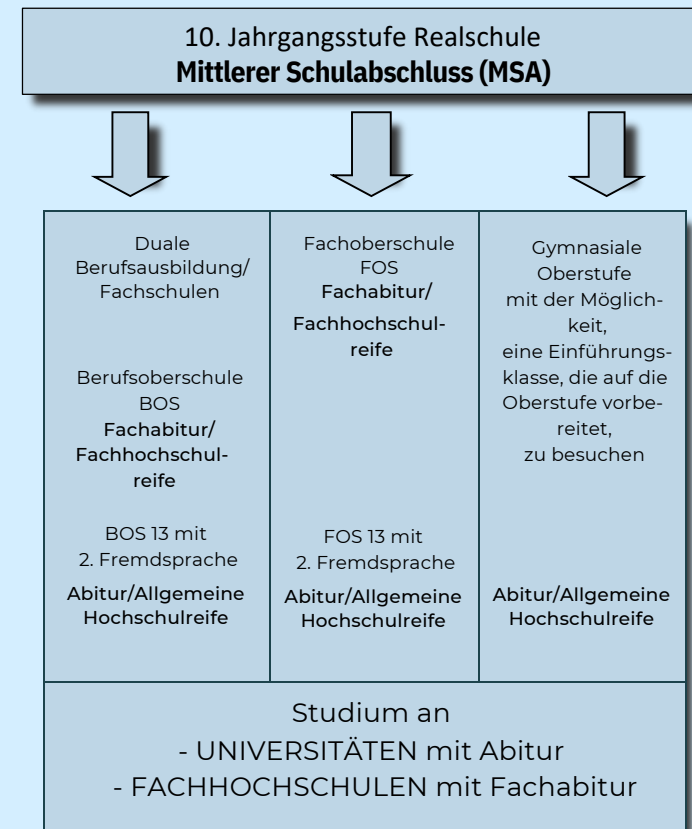 10. Jahrgangsstufe Realschule
Mittlerer Schulabschluss (MSA)
Duale
Berufsausbildung/
Fachschulen
Berufsoberschule
BOS
Fachabitur/
Fachhochschul-
reife
BOS 13 mit
2. Fremdsprache
Abitur/Allgemeine
Hochschulreife
Fachoberschule
FOS
Fachabitur/
Fachhochschul-
reife
FOS 13 mit
2. Fremdsprache
Abitur/Allgemeine
Hochschulreife
Gymnasiale
Oberstufe
mit der Möglich-
keit,
eine Einführungs-
klasse, die auf die
Oberstufe vorbe-
reitet,
zu besuchen
Abitur/Allgemeine
Hochschulreife
Studium an
- UNIVERSITÄTEN mit Abitur
- FACHHOCHSCHULEN mit Fachabitur